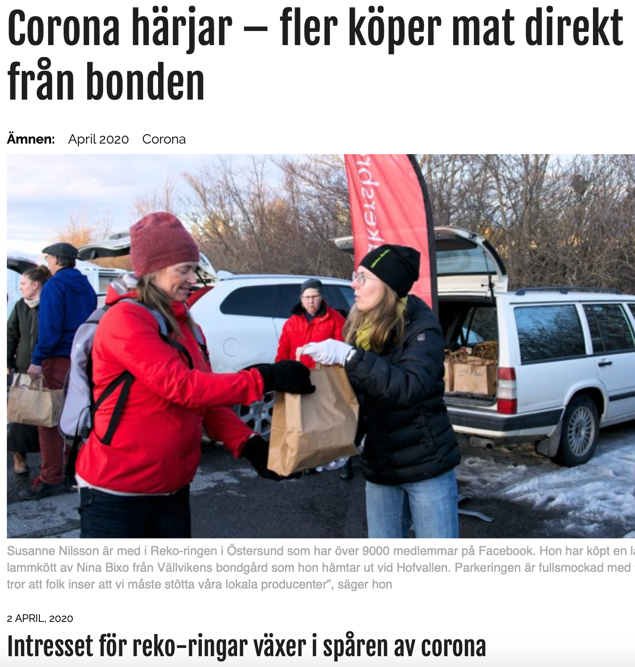 Corona härjar – fler köper mat direkt
från bonden
Ämnen: April 2020 Corona
Susanne Nilsson är med i Reko-ringen i Östersund som har över 9000 medlemmar på Facebook. Hon har köpt en
lammkött av Nina Bixo från Vällvikens bondgård som hon hämtar ut vid Hofvallen. Parkeringen är fullsmockad med
tror att folk inser att vi måste stötta våra lokala producenter”, säger hon
2 APRIL, 2020
Intresset för reko-ringar växer i spåren av corona